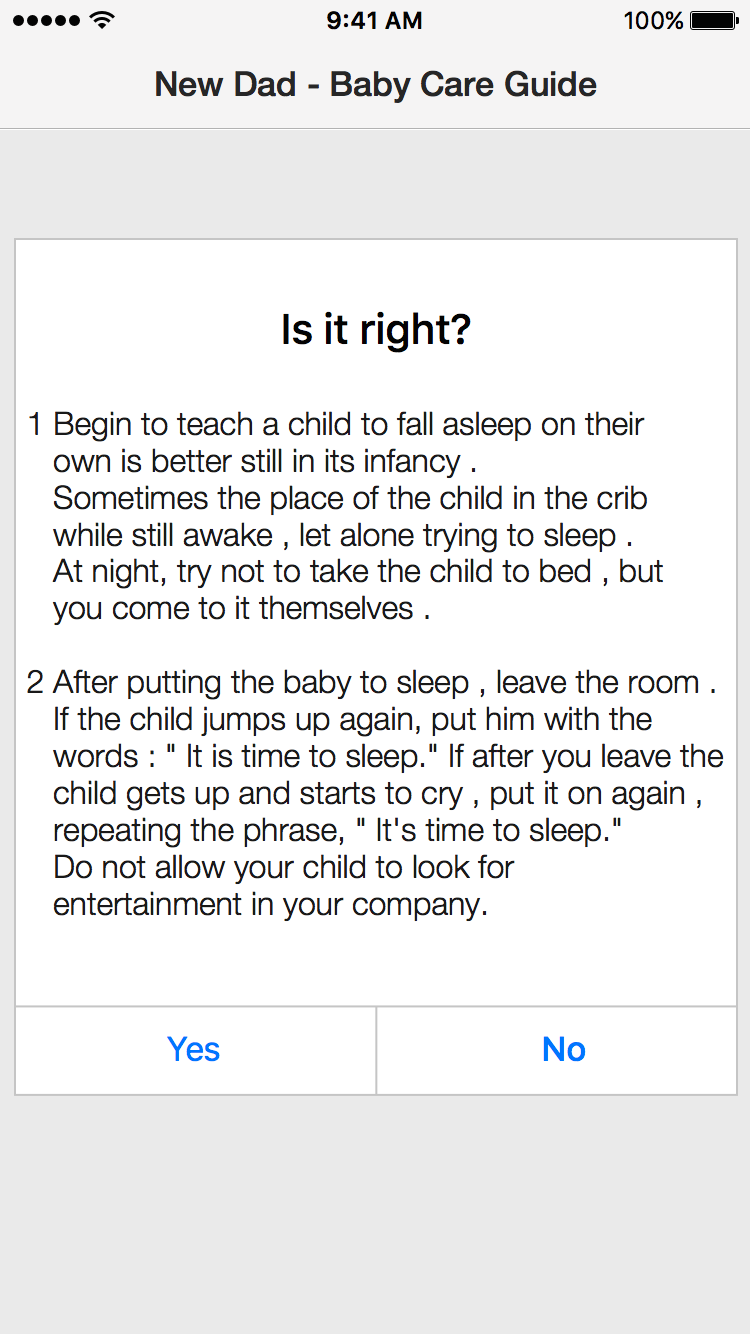 9:41 AM
100%
New Dad - Baby Care Guide
Is it right?
1 Begin to teach a child to fall asleep on their
own is better still in its infancy .
Sometimes the place of the child in the crib
while still awake , let alone trying to sleep .
At night, try not to take the child to bed , but
you come to it themselves .
2 After putting the baby to sleep , leave the room .
If the child jumps up again, put him with the
words : " It is time to sleep." If after you leave the
child gets up and starts to cry , put it on again ,
repeating the phrase, " It's time to sleep."
Do not allow your child to look for
entertainment in your company.
Yes
No